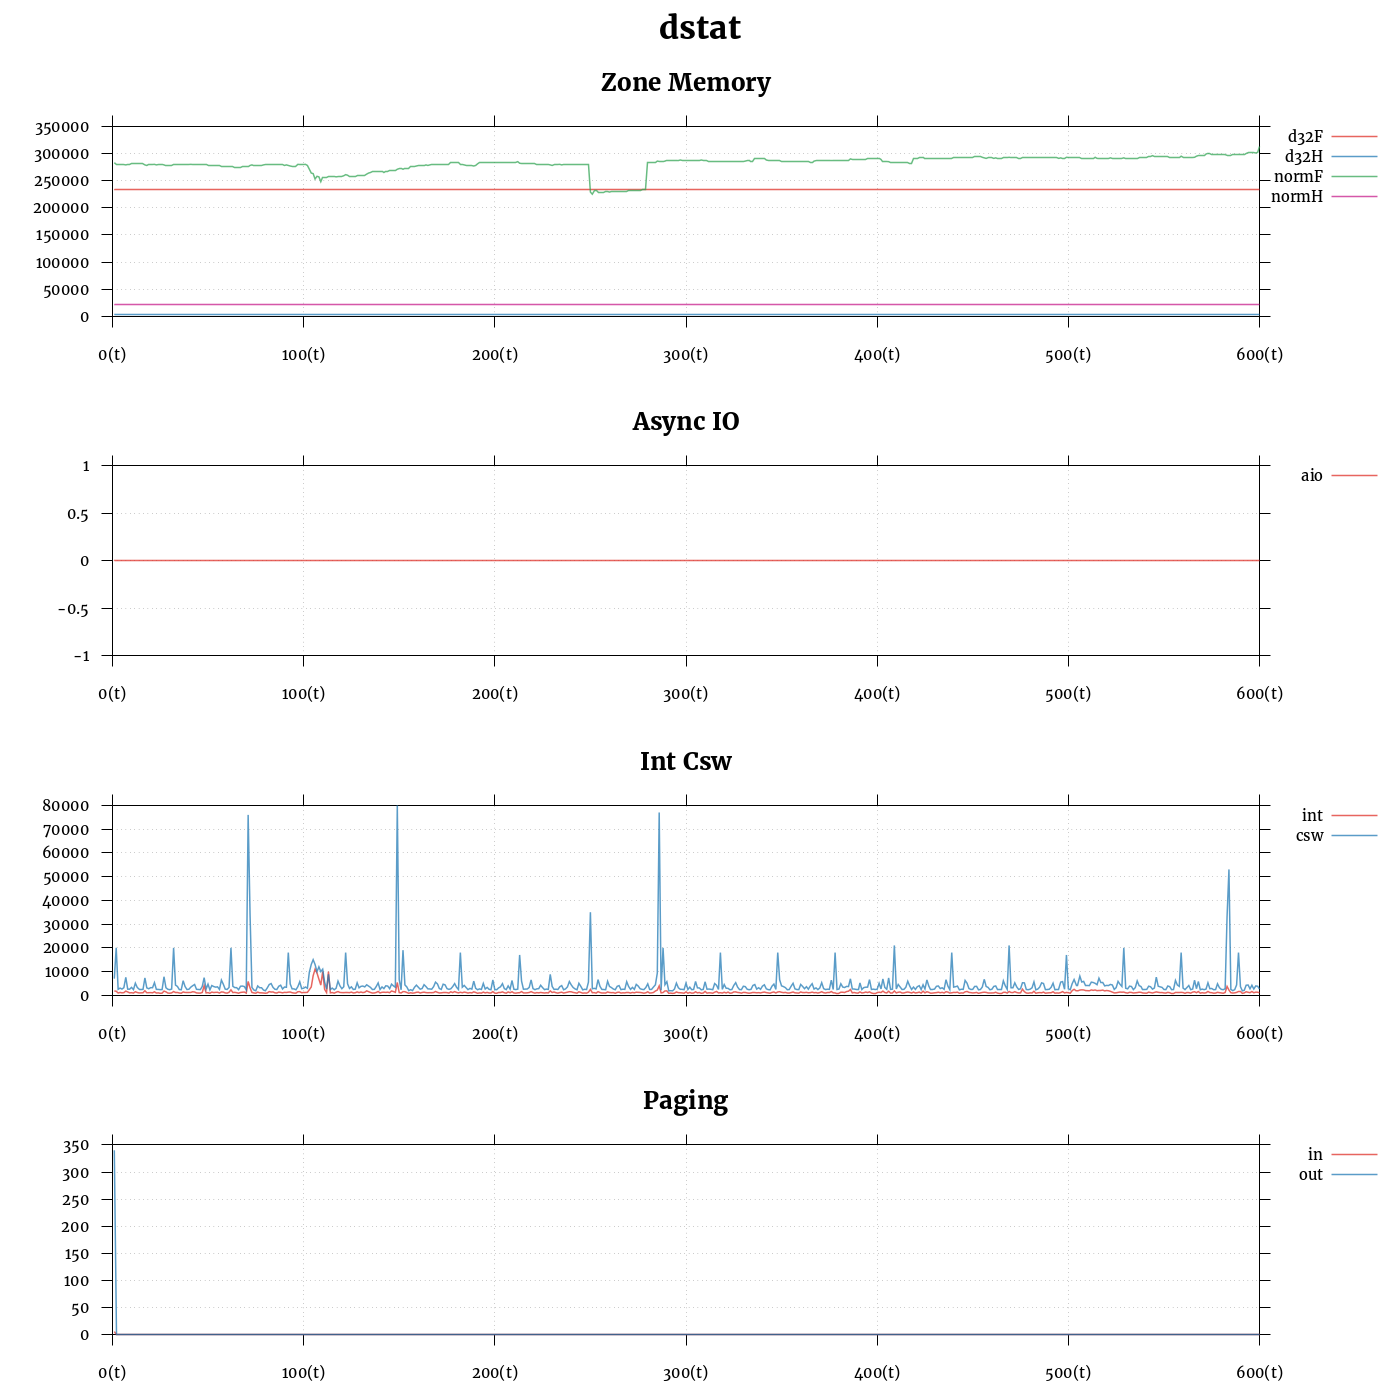 dstat
Zone Memory
350000
300000
250000
200000
150000
100000
50000
0
0(t) 100(t) 200(t) 300(t) 400(t) 500(t) 600(t)
d32F
d32H
normF
normH
Async IO
1
0.5
0
-0.5
-1
0(t) 100(t) 200(t) 300(t) 400(t) 500(t) 600(t)
aio
Int Csw
80000
70000
60000
50000
40000
30000
20000
10000
0
0(t) 100(t) 200(t) 300(t) 400(t) 500(t) 600(t)
int
csw
Paging
350
300
250
200
150
100
50
0
0(t) 100(t) 200(t) 300(t) 400(t) 500(t) 600(t)
in
out